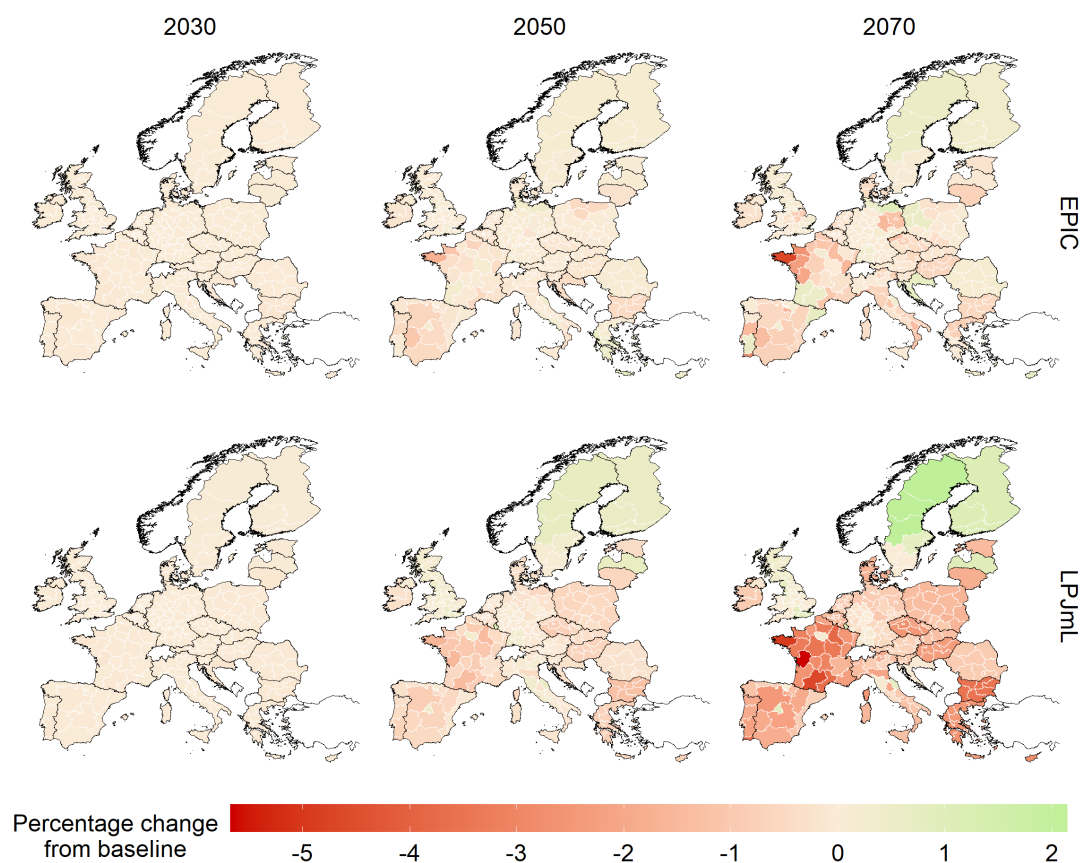 2030 2050 2070
EPIC
LPJmL
Percentage change
from baseline
-5 -4 -3 -2 -1 0 1 2